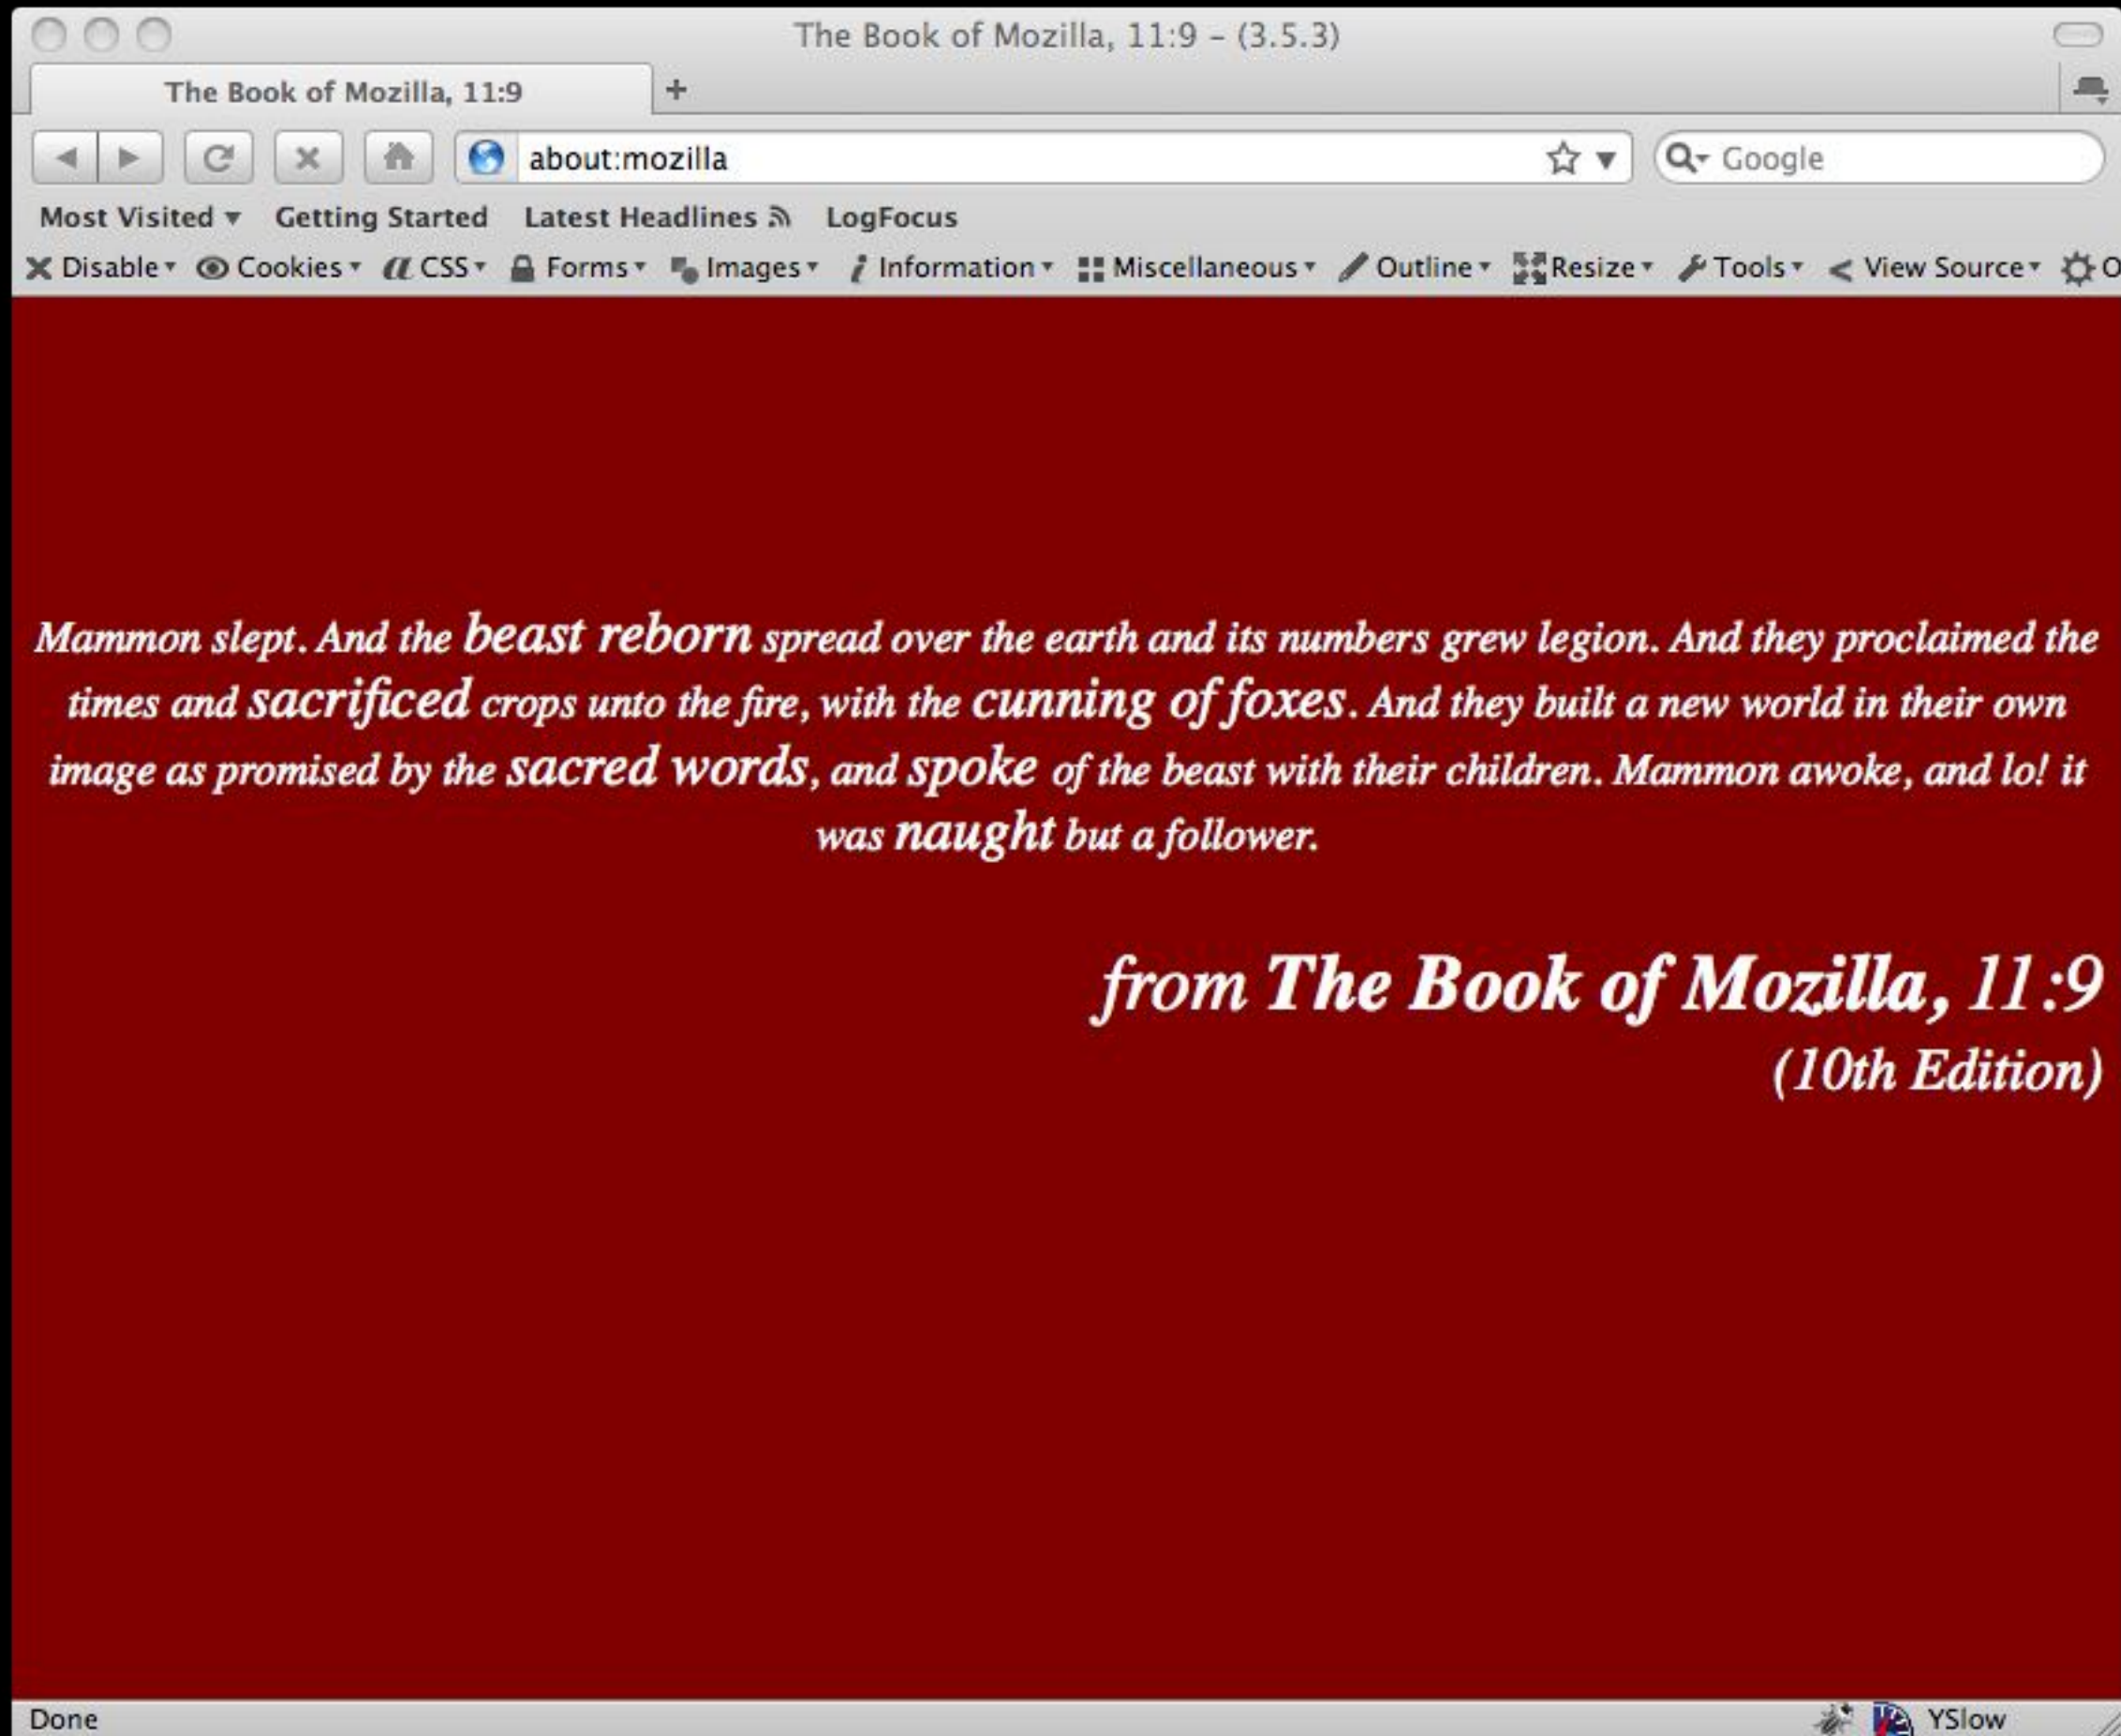 The Book of Mozilla, 11:9 – (3.5.3)
The Book of Mozilla, 11:9 +
about:mozilla Google
Most Visited Getting Started Latest Headlines LogFocus
Disable Cookies CSS Forms Images Information Miscellaneous Outline Resize Tools View Source O
Mammon slept. And the beast reborn spread over the earth and its numbers grew legion. And they proclaimed the
times and sacrificed crops unto the fire, with the cunning of foxes. And they built a new world in their own
image as promised by the sacred words, and spoke of the beast with their children. Mammon awoke, and lo! it
was naught but a follower.
from The Book of Mozilla, 11:9
(10th Edition)
Done YSlow